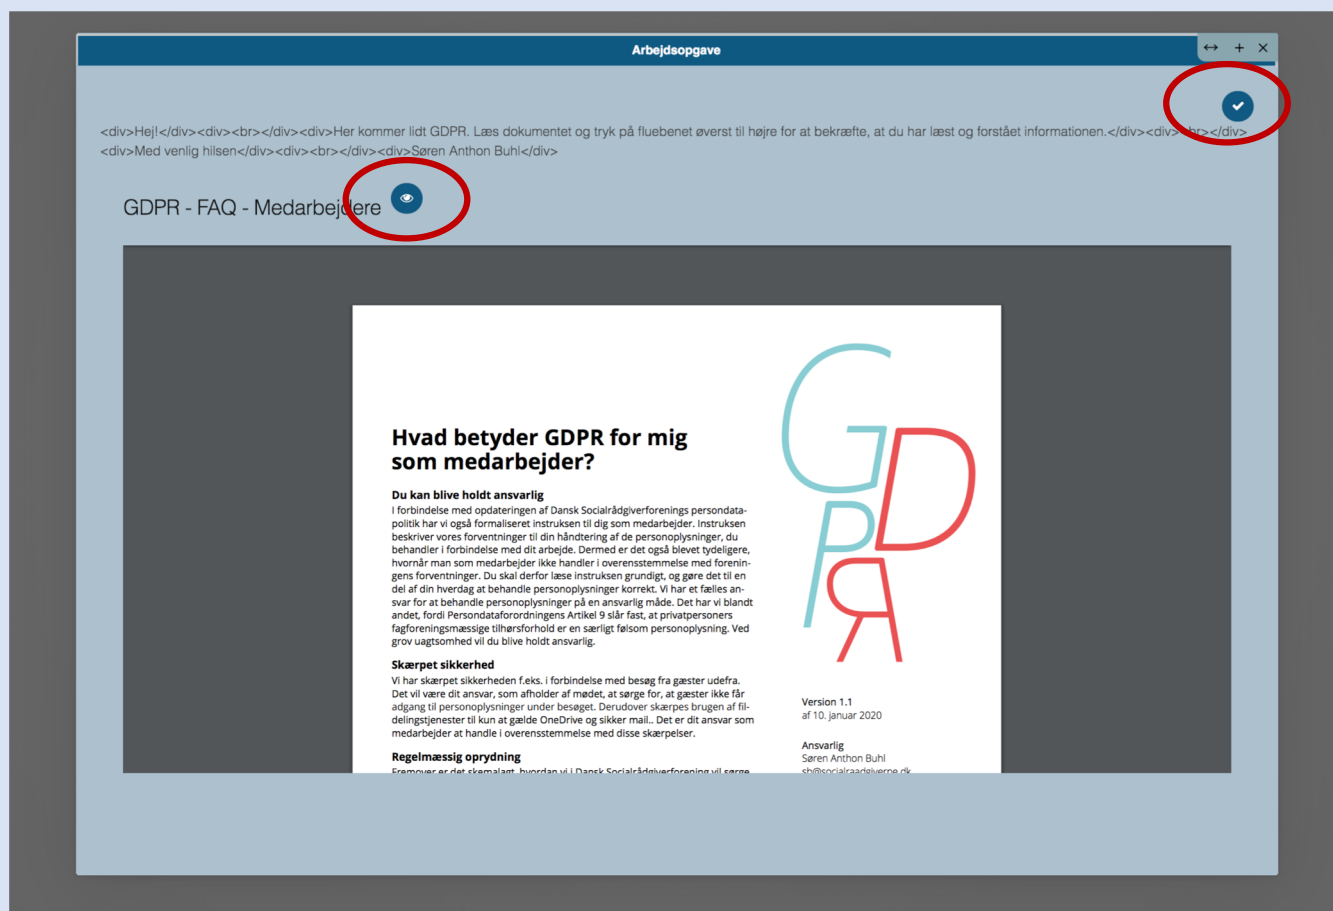 Arbejdsopgave
<div>Hej!</div><div><br></div><div>Her kommer lidt GDPR. Læs dokumentet og tryk på fluebenet øverst til højre for at bekræfte, at du har læst og forstået informationen.</div><div><br></div>
<div>Med venlig hilsen</div><div><br></div><div>Søren Anthon Buhl</div>
GDPR - FAQ - Medarbejdere
GDPR
Hvad betyder GDPR for mig
som medarbejder?
Du kan blive holdt ansvarlig
I forbindelse med opdateringen af Dansk Socialrådgiverforenings persondata-
politik har vi også formaliseret instruksen til dig som medarbejder. Instruksen
beskriver vores forventninger til din håndtering af de personoplysninger, du
behandler i forbindelse med dit arbejde. Dermed er det også blevet tydeligere,
hvornår man som medarbejder ikke handler i overensstemmelse med forenin-
gens forventninger. Du skal derfor læse instruksen grundigt, og gøre det til en
del af din hverdag at behandle personoplysninger korrekt. Vi har et fælles an-
svar for at behandle personoplysninger på en ansvarlig måde. Det har vi blandt
andet, fordi Persondataforordningens Artikel 9 slår fast, at privatpersoners
fagforeningsmæssige tilhørsforhold er en særligt følsom personoplysning. Ved
grov uagtsomhed vil du blive holdt ansvarlig.
Skærpet sikkerhed
Vi har skærpet sikkerheden f.eks. i forbindelse med besøg fra gæster udefra.
Det vil være dit ansvar, som afholder af mødet, at sørge for, at gæster ikke får
adgang til personoplysninger under besøget. Derudover skærpes brugen af fil-
delingstjenester til kun at gælde OneDrive og sikker mail.. Det er dit ansvar som
medarbejder at handle i overensstemmelse med disse skærpelser.
Regelmæssig oprydning
Fremover er det skemalagt, hvordan vi i Dansk Socialrådgiverforening vil sørge
Version 1.1
af 10. januar 2020
Ansvarlig
Søren Anthon Buhl
sb@socialraadgiverne.dk